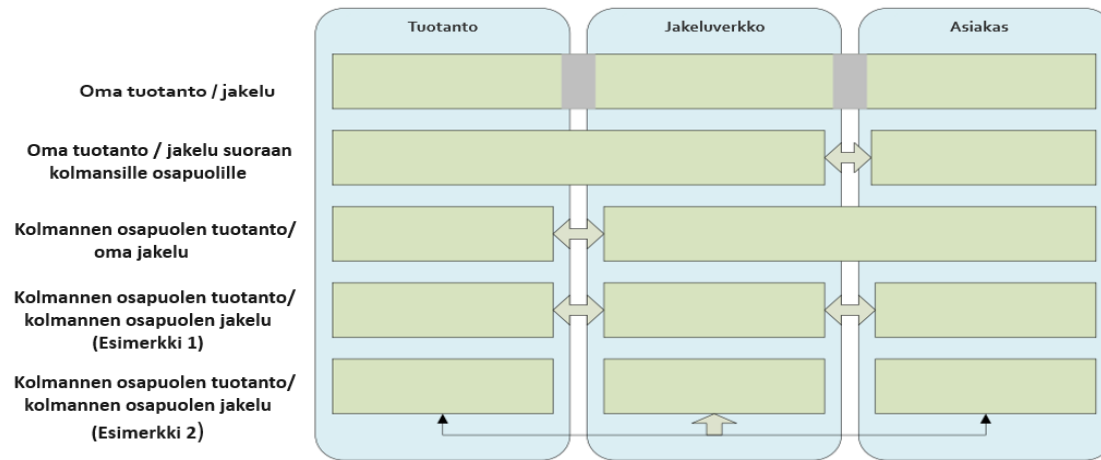 Tuotanto
Jakeluverkko
Asiakas
Oma tuotanto / jakelu
Oma tuotanto / jakelu suoraan
kolmansille osapuolille
Kolmannen osapuolen tuotanto/
oma jakelu
Kolmannen osapuolen tuotanto/
kolmannen osapuolen jakelu
(Esimerkki 1)
Kolmannen osapuolen tuotanto/
kolmannen osapuolen jakelu
(Esimerkki 2)